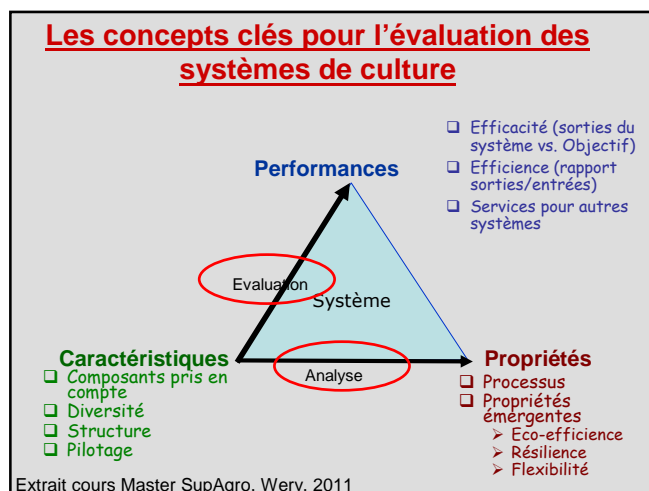 Les concepts clés pour l'évaluation des
systèmes de culture
❑ Efficacité (sorties du
système vs. Objectif)
❑ Efficience (rapport
sorties/entrées)
❑ Services pour autres
systèmes
Performances
Evaluation
Système
Caractéristiques
❑ Composants pris en
compte
❑ Diversité
❑ Structure
❑ Pilotage
Analyse
Propriétés
❑ Processus
❑ Propriétés
émergentes
➢ Eco-efficience
➢ Résilience
➢ Flexibilité
Extrait cours Master SupAgro, Wery, 2011